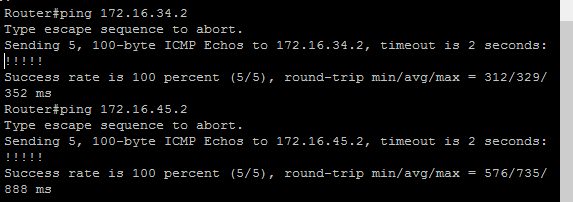 Router#ping 172.16.34.2
Type escape sequence to abort.
Sending 5, 100-byte ICMP Echos to 172.16.34.2, timeout is 2 seconds:
!!!!!
Success rate is 100 percent (5/5), round-trip min/avg/max = 312/329/
352 ms
Router#ping 172.16.45.2
Type escape sequence to abort.
Sending 5, 100-byte ICMP Echos to 172.16.45.2, timeout is 2 seconds:
!!!!!
Success rate is 100 percent (5/5), round-trip min/avg/max = 576/735/
888 ms